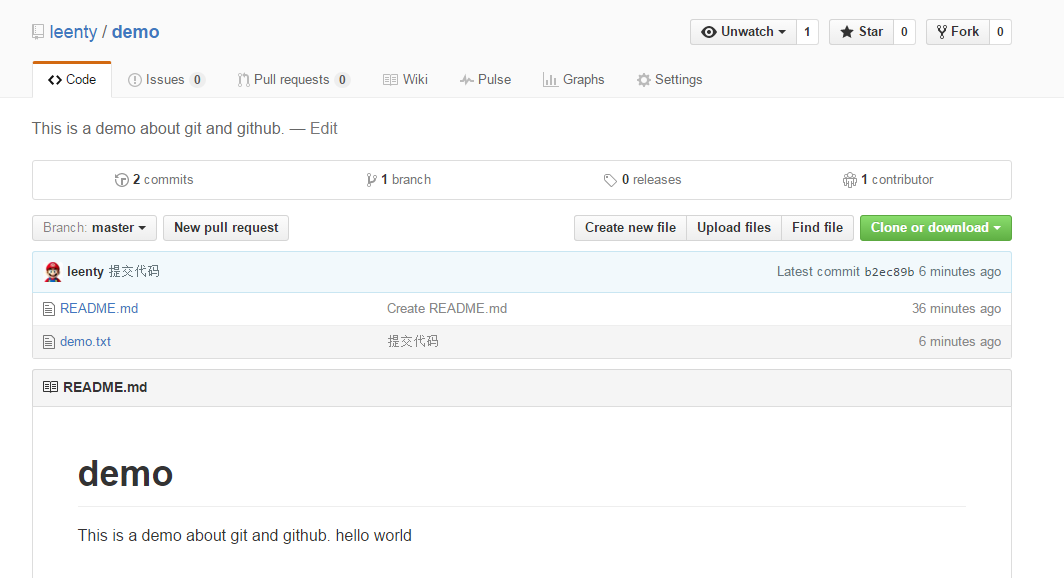 leenty / demo
Unwatch 1 Star 0 Fork 0
Code Issues 0 Pull requests 0 Wiki Pulse Graphs Settings
This is a demo about git and github. — Edit
2 commits 1 branch 0 releases 1 contributor
Branch: master New pull request Create new file Upload files Find file Clone or download
leenty 提交代码 Latest commit b2ec89b 6 minutes ago
README.md Create README.md 36 minutes ago
demo.txt 提交代码 6 minutes ago
README.md
demo
This is a demo about git and github. hello world